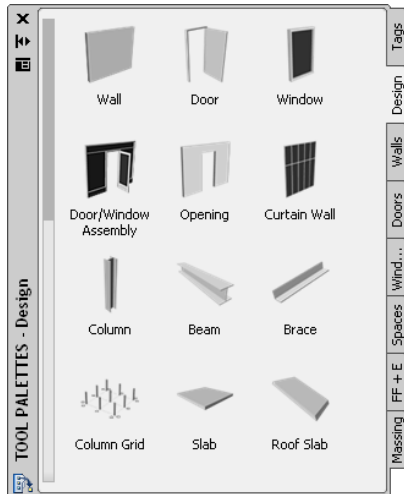 TOOL PALETTES - Design
Wall
Door
Window
Door/Window
Assembly
Opening
Curtain Wall
Column
Beam
Brace
Column Grid
Slab
Roof Slab
Tags
Design
Walls
Doors
Wind...
Spaces
FF + E
Massing